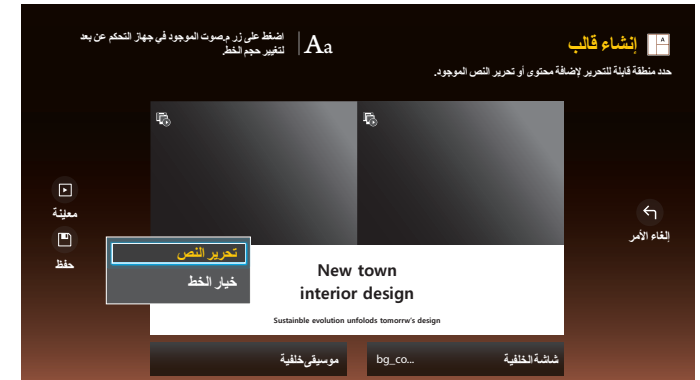 إنشاء قالب
اضغط على زر م.صوت الموجود في جهاز التحكم عن بعد
لتغيير حجم الخط.
Aa
حدد منطقة قابلة للتحرير لإضافة محتوى أو تحرير النص الموجود.
معاينة
حفظ
إلغاء الأمر
تحرير النص
خيار الخط
New town
interior design
Sustainble evolution unfolods tomorrw's design
شاشة الخلفية
bg_co...
موسيقى خلفية